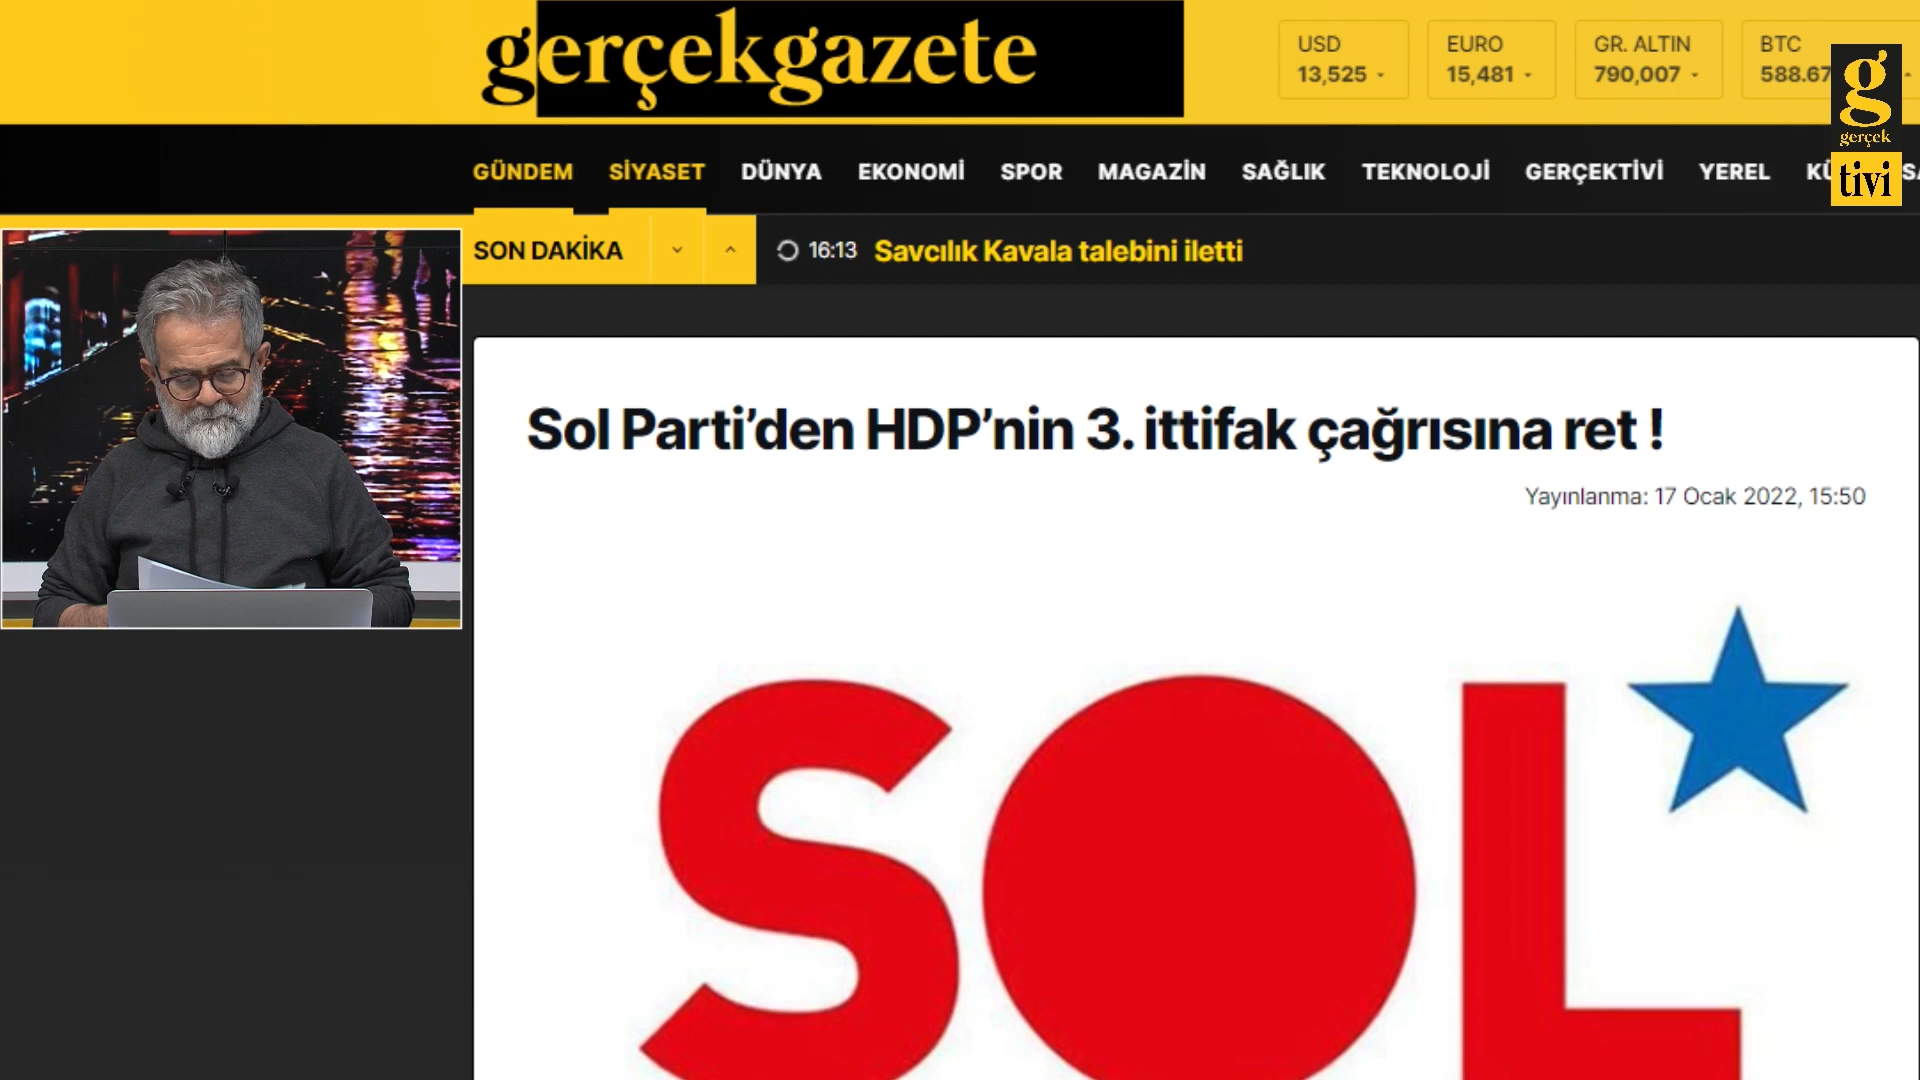 gerçekgazete
USD
13,525
EURO
15,481
GR. ALTIN
790,007
BTC
588.67
g
gerçek
tivi
GÜNDEM SİYASET DÜNYA EKONOMİ SPOR MAGAZİN SAĞLIK TEKNOLOJİ GERÇEKTİVİ YEREL
SON DAKİKA 16:13 Savcılık Kavala talebini iletti
Sol Parti’den HDP’nin 3. ittifak çağrısına ret !
Yayınlanma: 17 Ocak 2022, 15:50
SOL